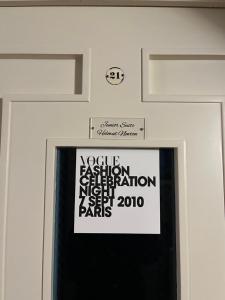 21
Junior Suite
Helmut Newton
VOGUE
FASHION
CELEBRATION
NIGHT
7 SEPT 2010
PARIS